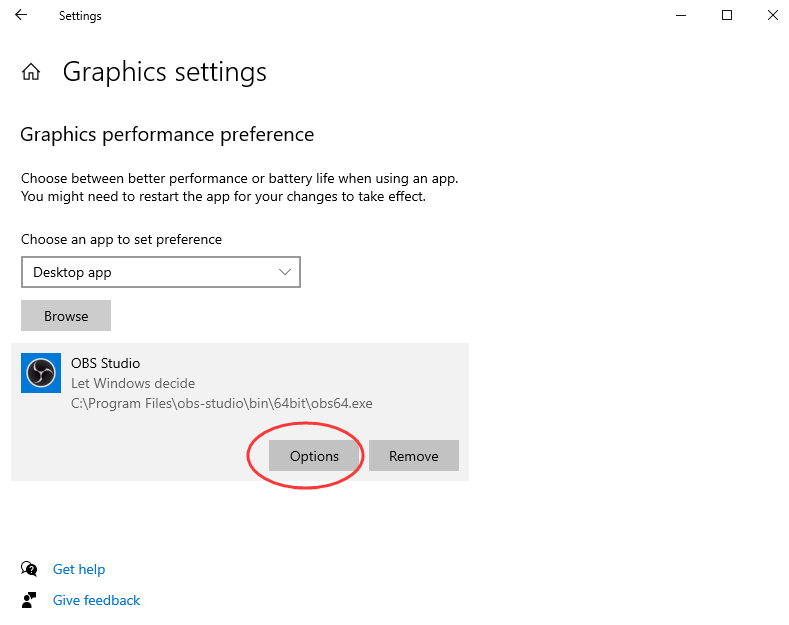 Settings
Graphics settings
Graphics performance preference
Choose between better performance or battery life when using an app.
You might need to restart the app for your changes to take effect.
Choose an app to set preference
Desktop app
Browse
OBS Studio
Let Windows decide
C:\Program Files\obs-studio\bin\64bit\obs64.exe
Options Remove
Get help
Give feedback